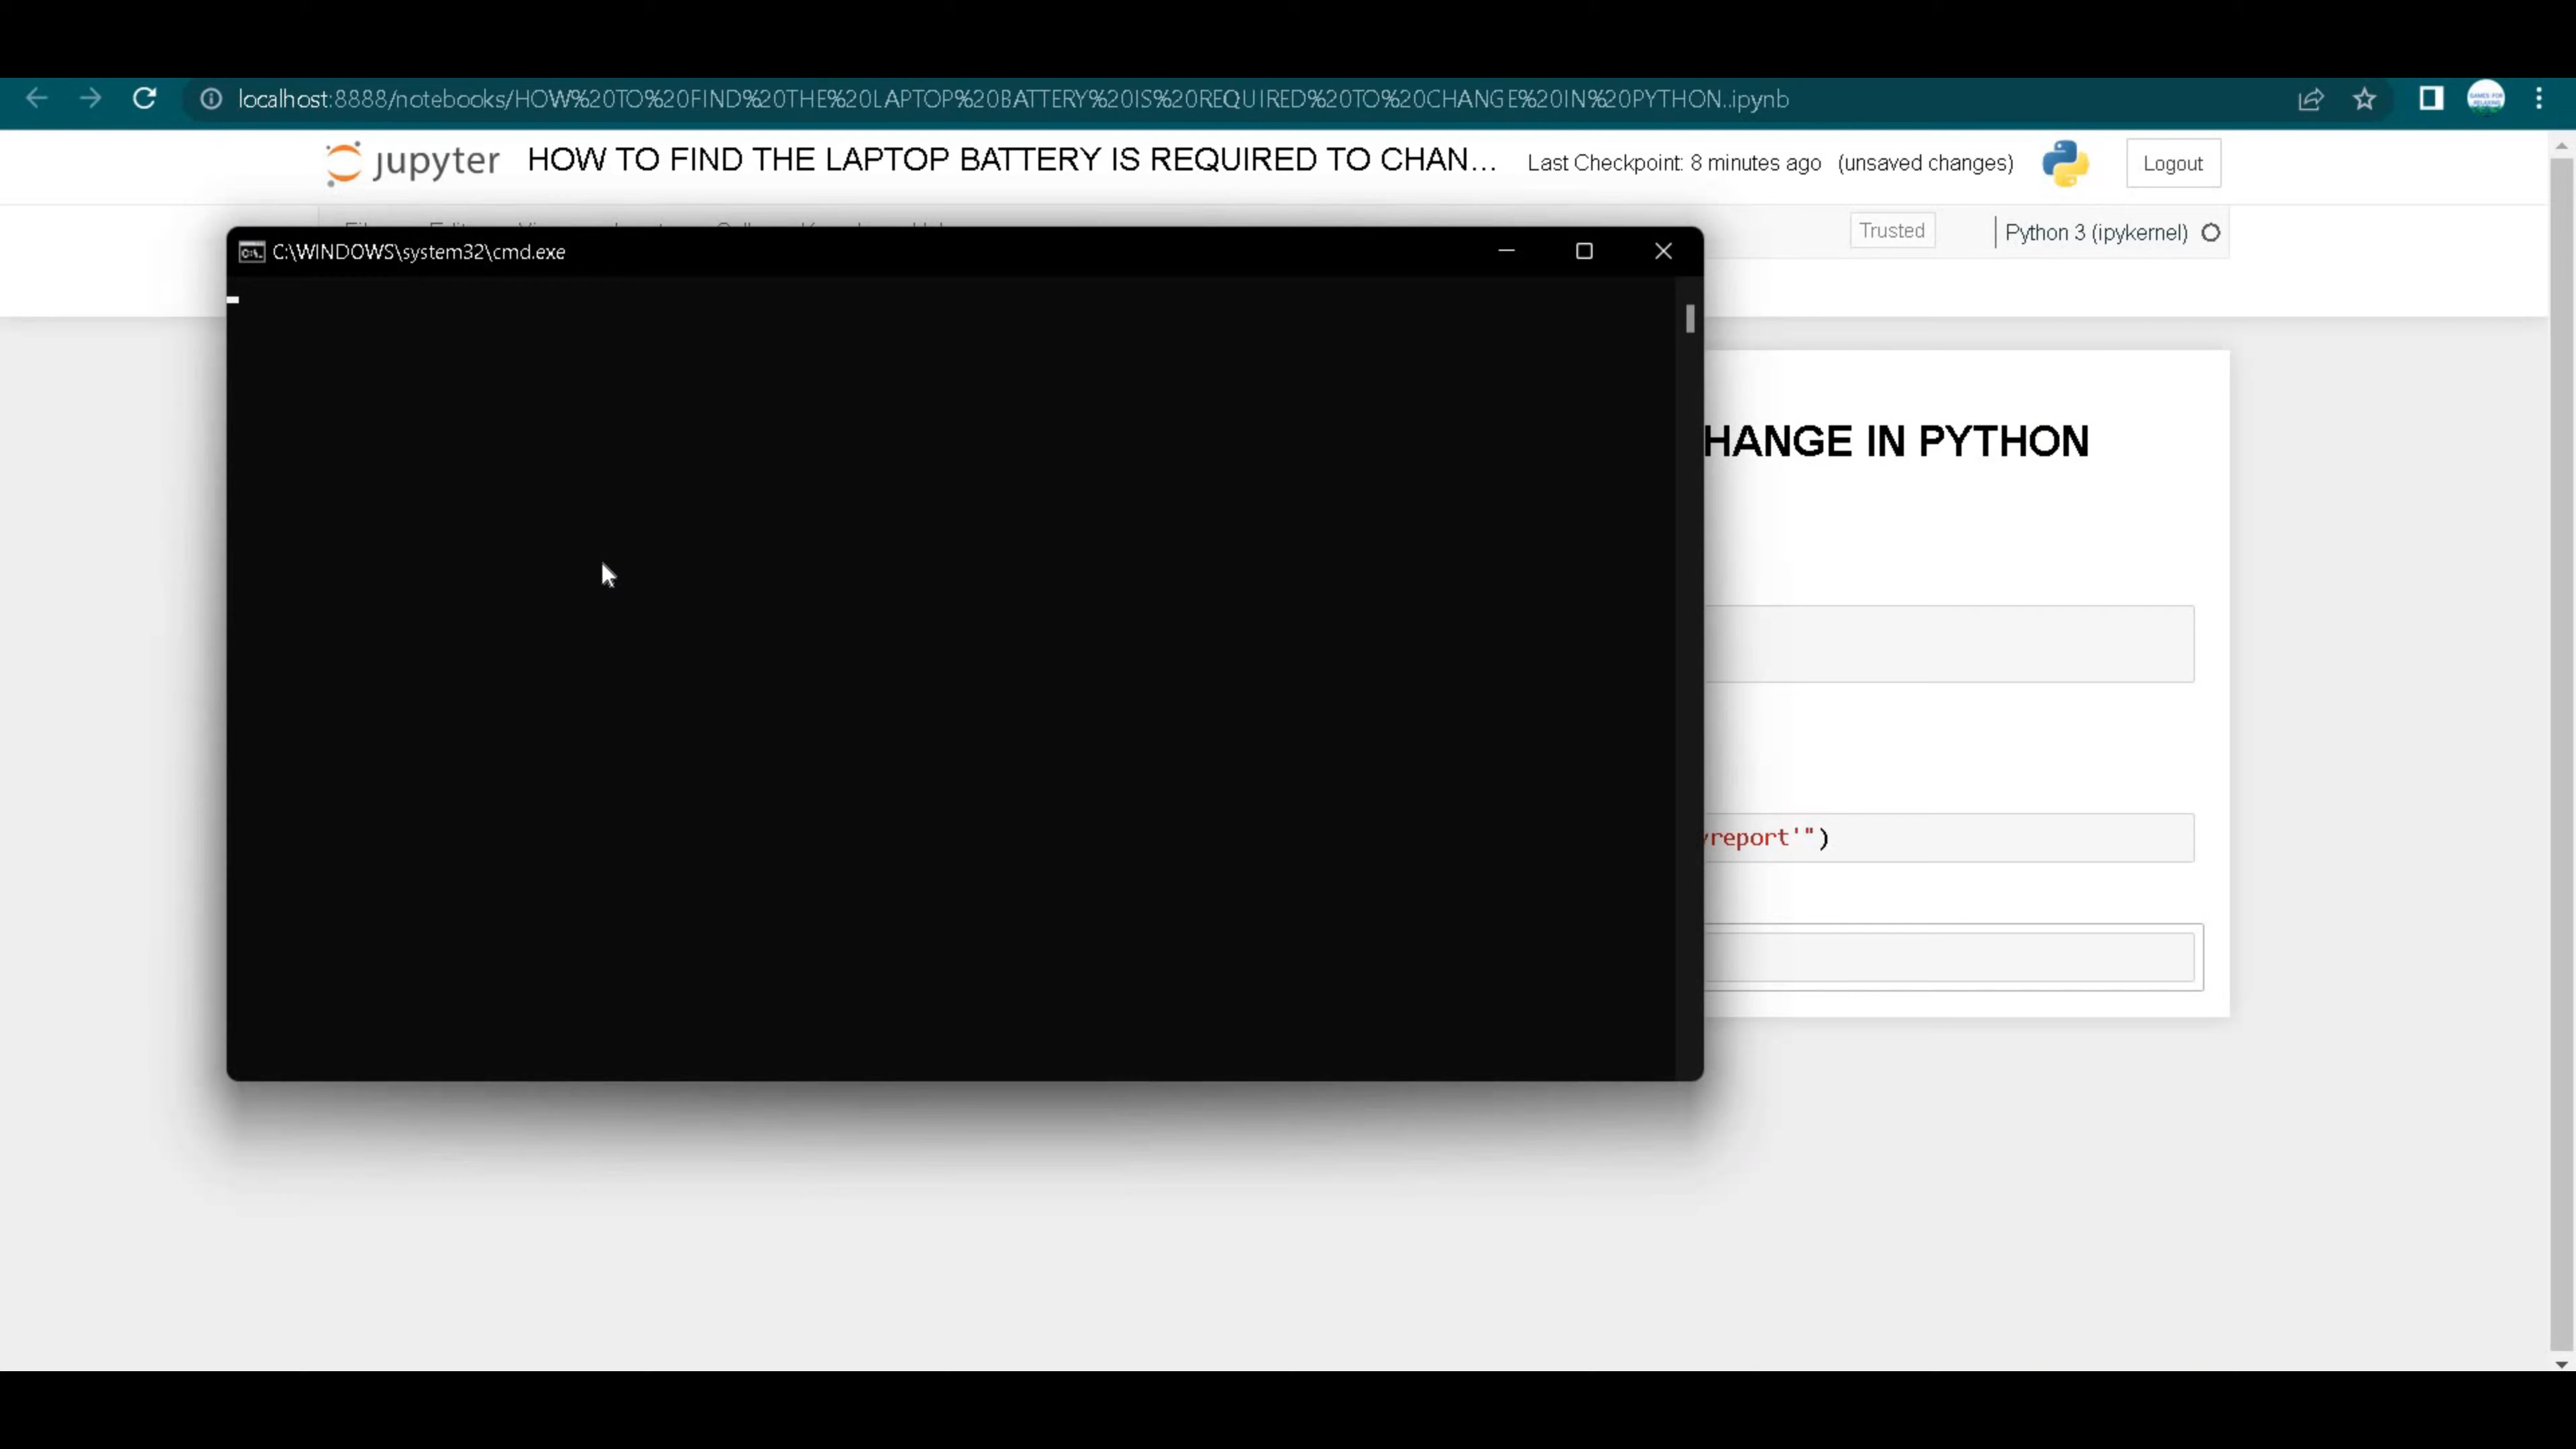 localhost:8888/notebooks/HOW%20TO%20FIND%20THE%20LAPTOP%20BATTERY%20IS%20REQUIRED%20TO%20CHANGE%20IN%20PYTHON.ipynb
jupyter HOW TO FIND THE LAPTOP BATTERY IS REQUIRED TO CHAN... Last Checkpoint: 8 minutes ago (unsaved changes) Logout
Trusted Python 3 (ipykernel)
C:\WINDOWS\system32\cmd.exe
HANGE IN PYTHON
report'")